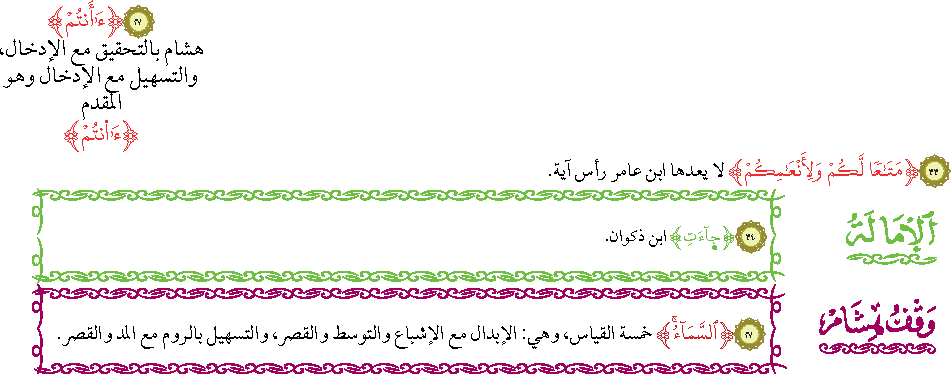 ٢٧ ﴿ءَاَ۬نتُمْ﴾
هشام بالتحقيق مع الإدخال،
والتسهيل مع الإدخال وهو
المقدم
﴿ءَاَنتُمْ﴾
٣٣ ﴿مَتَٰعًا لَّكُمْ وَلِأَنْعَٰمِكُمْ﴾ لا يعدها ابن عامر رأس آية.
الإمالة
٣٤ ﴿جَآءَتِ﴾ ابن ذكوان.
وقف هشام
٢٧ ﴿ٱلسَّمَآءُۚ﴾ خمسة القياس، وهي: الإبدال مع الإشباع والتوسط والقصر، والتسهيل بالروم مع المد والقصر.